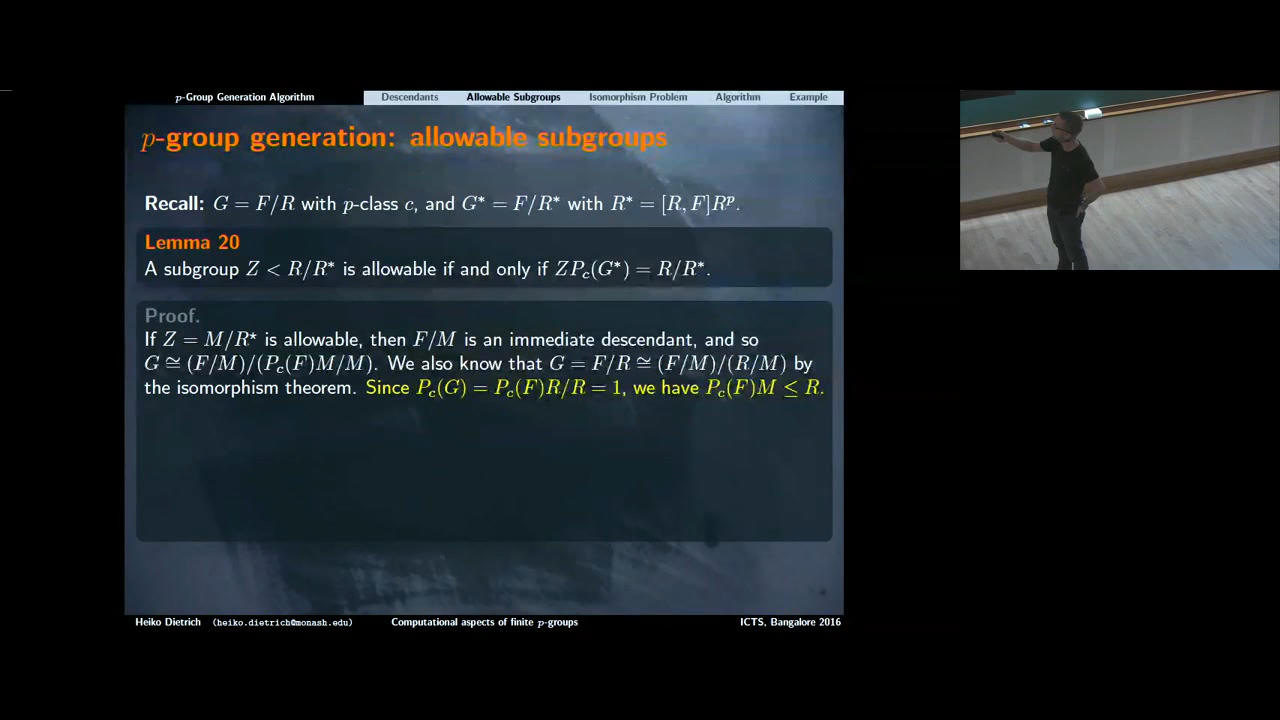 p-Group Generation Algorithm Descendants Allowable Subgroups Isomorphism Problem Algorithm Example
p-group generation: allowable subgroups
Recall: G = F/R with p-class c, and G* = F/R* with R* = [R, F]Rᵖ.
Lemma 20
A subgroup Z < R/R* is allowable if and only if ZP_c(G*) = R/R*.
Proof.
If Z = M/R* is allowable, then F/M is an immediate descendant, and so
G ≅ (F/M)/(P_c(F)M/M). We also know that G = F/R ≅ (F/M)/(R/M) by
the isomorphism theorem. Since P_c(G) = P_c(F)R/R = 1, we have P_c(F)M ≤ R.
Heiko Dietrich (heiko.dietrich@monash.edu) Computational aspects of finite p-groups ICTS, Bangalore 2016